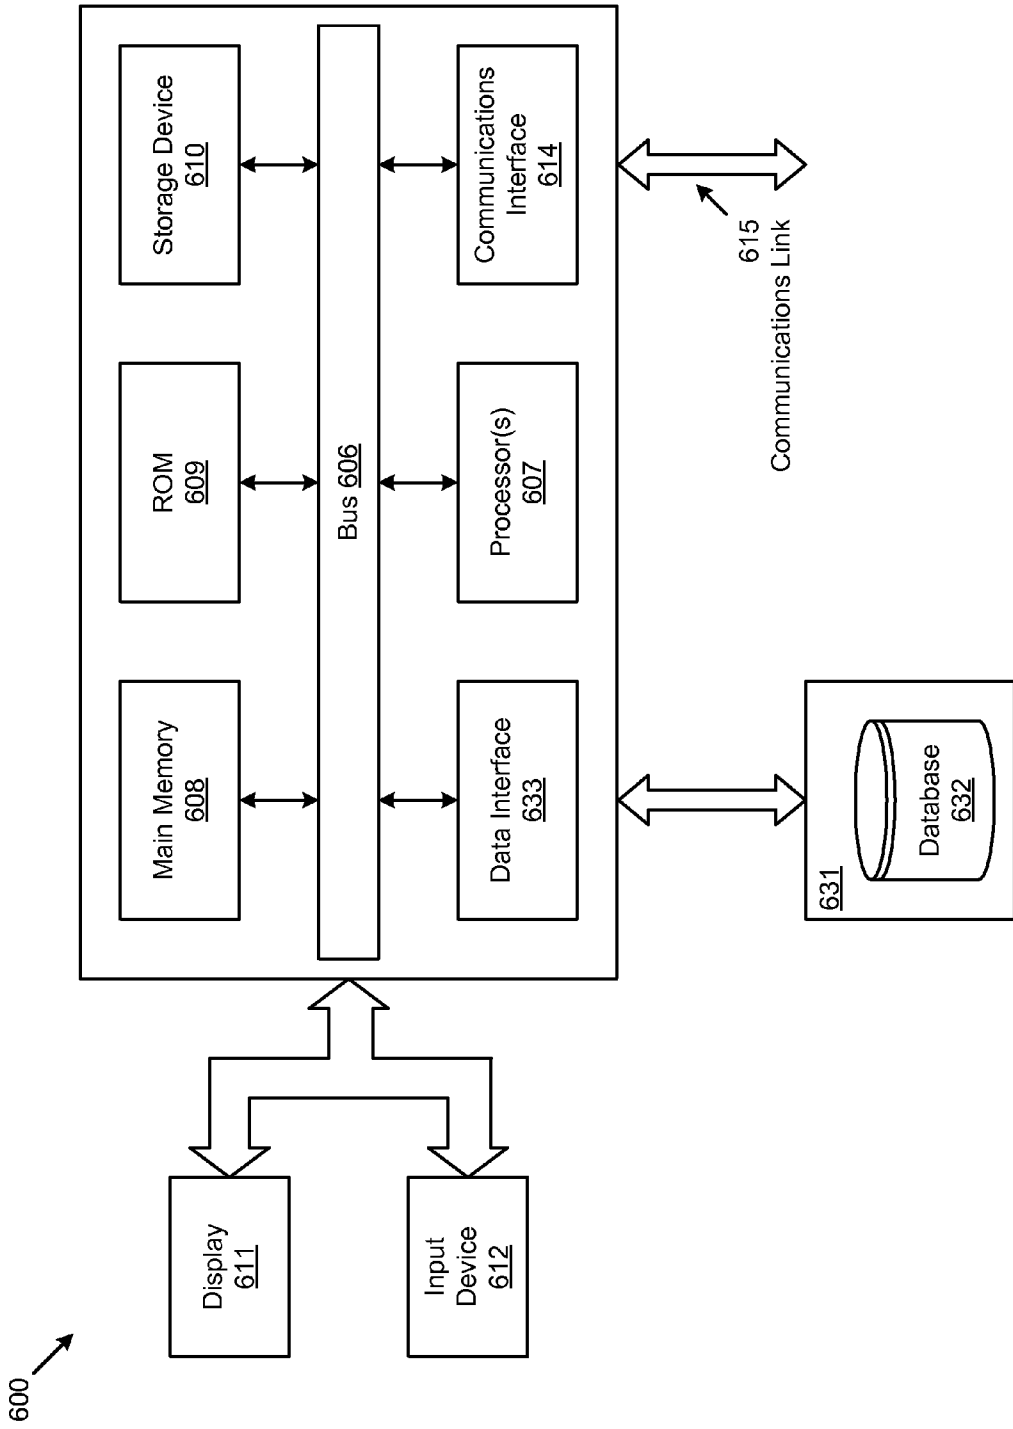 600
Display
611
Input
Device
612
Main Memory
608
ROM
609
Storage Device
610
Bus 606
Data Interface
633
Processor(s)
607
Communications
Interface
614
631
Database
632
615
Communications Link